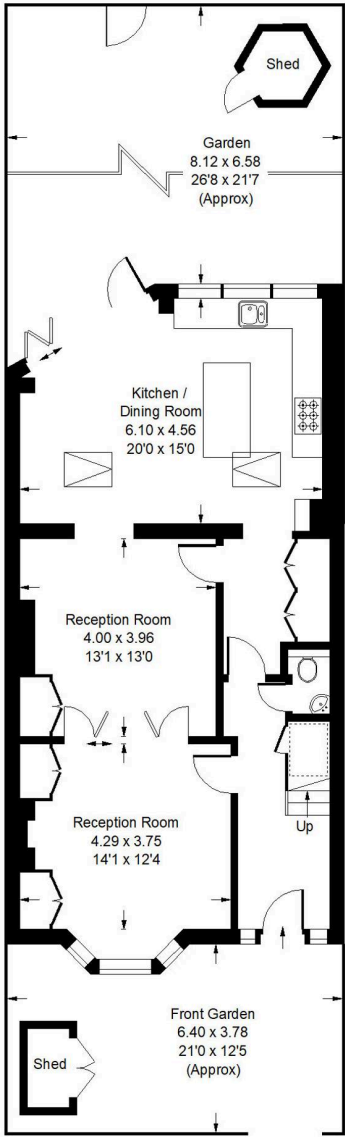 Shed
Garden
8.12 x 6.58
26'8 x 21'7
(Approx)
Kitchen /
Dining Room
6.10 x 4.56
20'0 x 15'0
Reception Room
4.00 x 3.96
13'1 x 13'0
Reception Room
4.29 x 3.75
14'1 x 12'4
Up
Front Garden
6.40 x 3.78
21'0 x 12'5
(Approx)
Shed